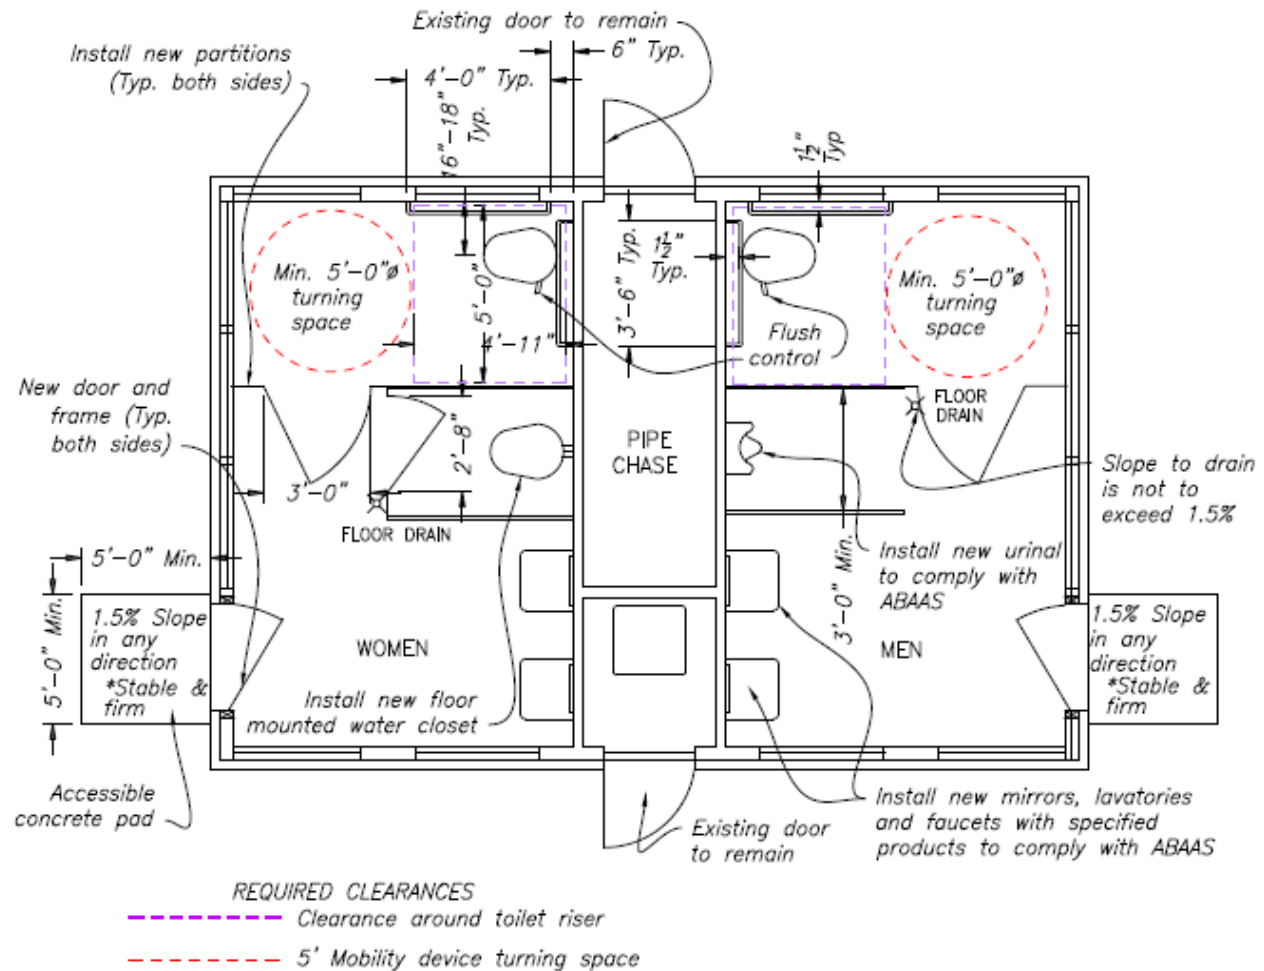 Existing door to remain
6" Typ.
Install new partitions
(Typ. both sides)
4'-0" Typ.
16"-18"
Typ.
1½"
Typ
Min. 5'-0"ø
turning
space
5'-0"
4'-11"
3'-6" Typ.
1½"
Typ.
Flush
control
Min. 5'-0"ø
turning
space
New door and
frame (Typ.
both sides)
3'-0"
2'-8"
FLOOR DRAIN
PIPE
CHASE
FLOOR
DRAIN
Slope to drain
is not to
exceed 1.5%
5'-0" Min.
5'-0" Min.
1.5% Slope
in any
direction
*Stable &
firm
WOMEN
Install new floor
mounted water closet
3'-0" Min.
Install new urinal
to comply with
ABAAS
MEN
1.5% Slope
in any
direction
*Stable &
firm
Accessible
concrete pad
Existing door
to remain
Install new mirrors, lavatories
and faucets with specified
products to comply with ABAAS
REQUIRED CLEARANCES
Clearance around toilet riser
5' Mobility device turning space